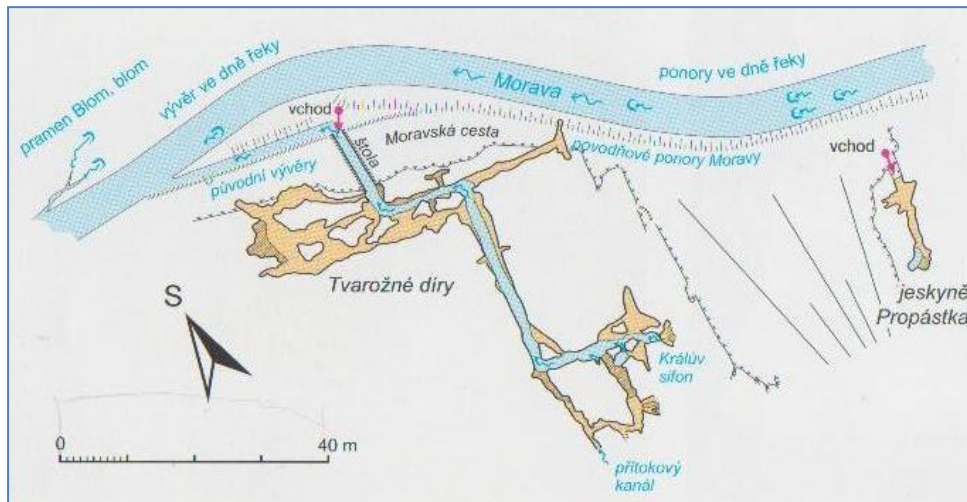 pramen Blom, blom
vývěr ve dně řeky
Morava
ponory ve dně řeky
vchod
štola
Moravská cesta
původní vývěry
povodňové ponory Moravy
vchod
Tvarožné díry
jeskyně
Propástka
S
Králův
sifon
0
40 m
přítokový
kanál